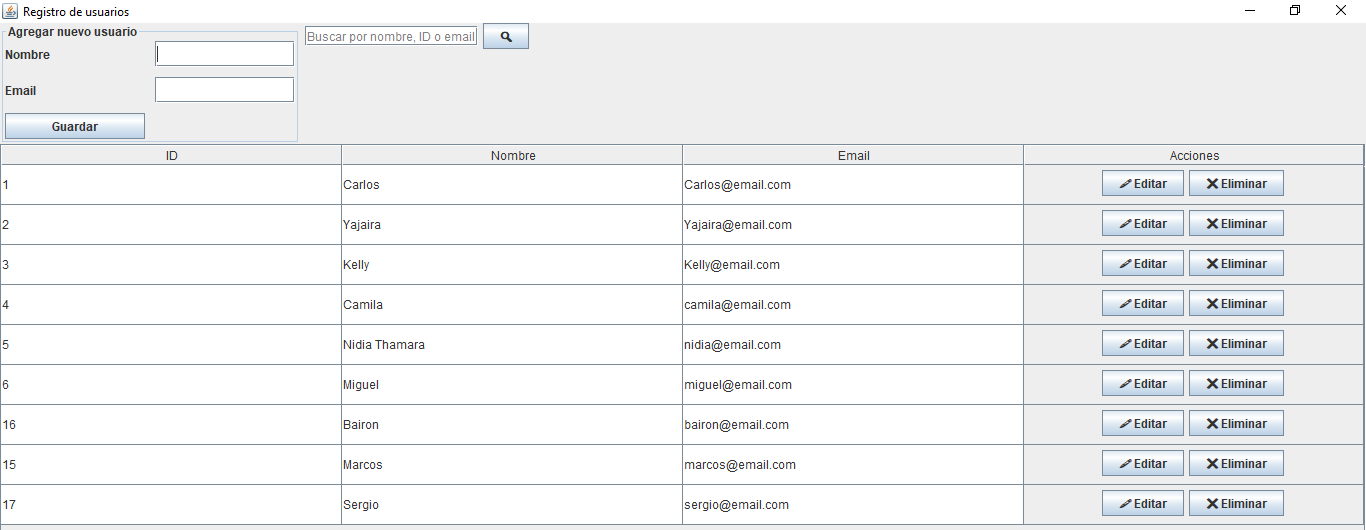 Registro de usuarios
Agregar nuevo usuario
Nombre
Email
Guardar
Buscar por nombre, ID o email
ID Nombre Email Acciones
1 Carlos Carlos@email.com Editar Eliminar
2 Yajaira Yajaira@email.com Editar Eliminar
3 Kelly Kelly@email.com Editar Eliminar
4 Camila camila@email.com Editar Eliminar
5 Nidia Thamara nidia@email.com Editar Eliminar
6 Miguel miguel@email.com Editar Eliminar
16 Bairon bairon@email.com Editar Eliminar
15 Marcos marcos@email.com Editar Eliminar
17 Sergio sergio@email.com Editar Eliminar